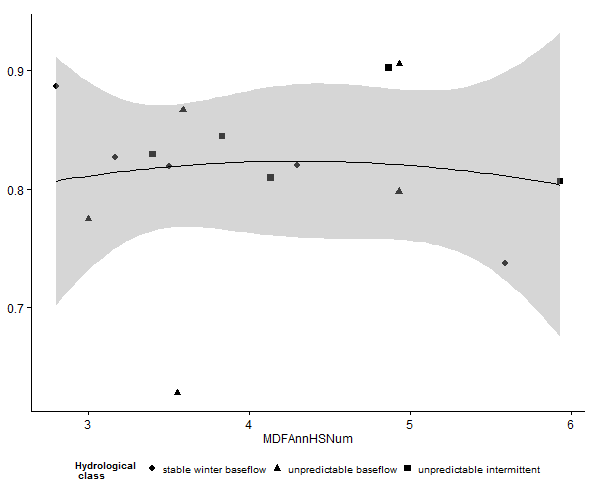 0.9
0.8
0.7
3 4 5 6
MDFAnnHSNum
Hydrological
class
stable winter baseflow unpredictable baseflow unpredictable intermittent